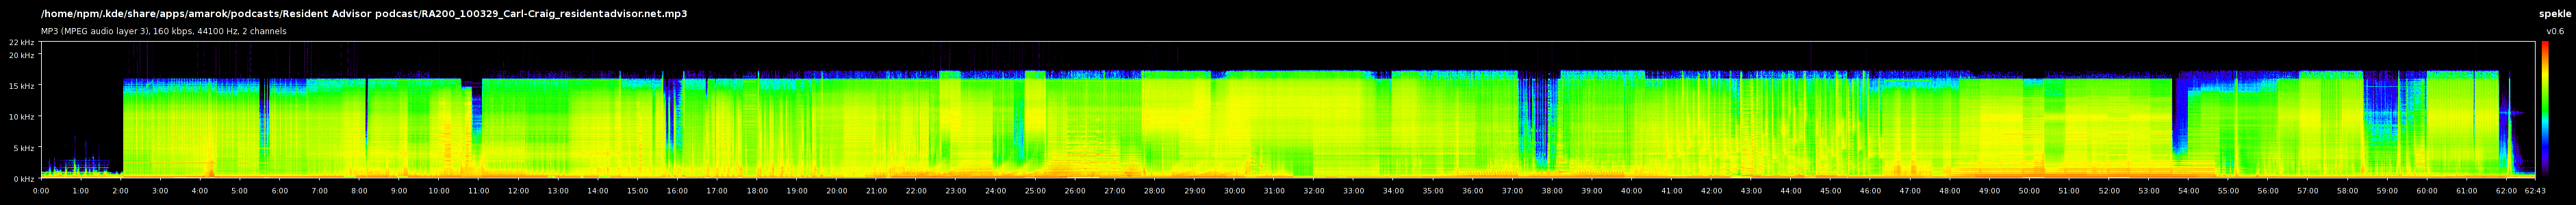 /home/npm/.kde/share/apps/amarok/podcasts/Resident Advisor podcast/RA200_100329_Carl-Craig_residentadvisor.net.mp3 spekle
MP3 (MPEG audio layer 3), 160 kbps, 44100 Hz, 2 channels v0.6
22 kHz
20 kHz
15 kHz
10 kHz
5 kHz
0 kHz
0:00 1:00 2:00 3:00 4:00 5:00 6:00 7:00 8:00 9:00 10:00 11:00 12:00 13:00 14:00 15:00 16:00 17:00 18:00 19:00 20:00 21:00 22:00 23:00 24:00 25:00 26:00 27:00 28:00 29:00 30:00 31:00 32:00 33:00 34:00 35:00 36:00 37:00 38:00 39:00 40:00 41:00 42:00 43:00 44:00 45:00 46:00 47:00 48:00 49:00 50:00 51:00 52:00 53:00 54:00 55:00 56:00 57:00 58:00 59:00 60:00 61:00 62:00 62:43